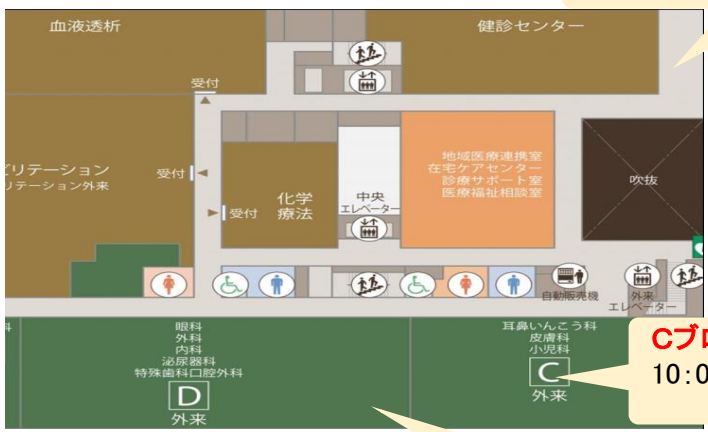 血液透析
健診センター
受付
ビリテーション
リテーション外来
受付
化学
療法
受付
中央
エレベーター
地域医療連携室
在宅ケアセンター
診療サポート室
医療福祉相談室
吹抜
自動販売機
外来
エレベーター
科
眼科
外科
内科
泌尿器科
特殊歯科口腔外科
D
外来
耳鼻いんこう科
皮膚科
小児科
C
外来
Cブロ
10:0